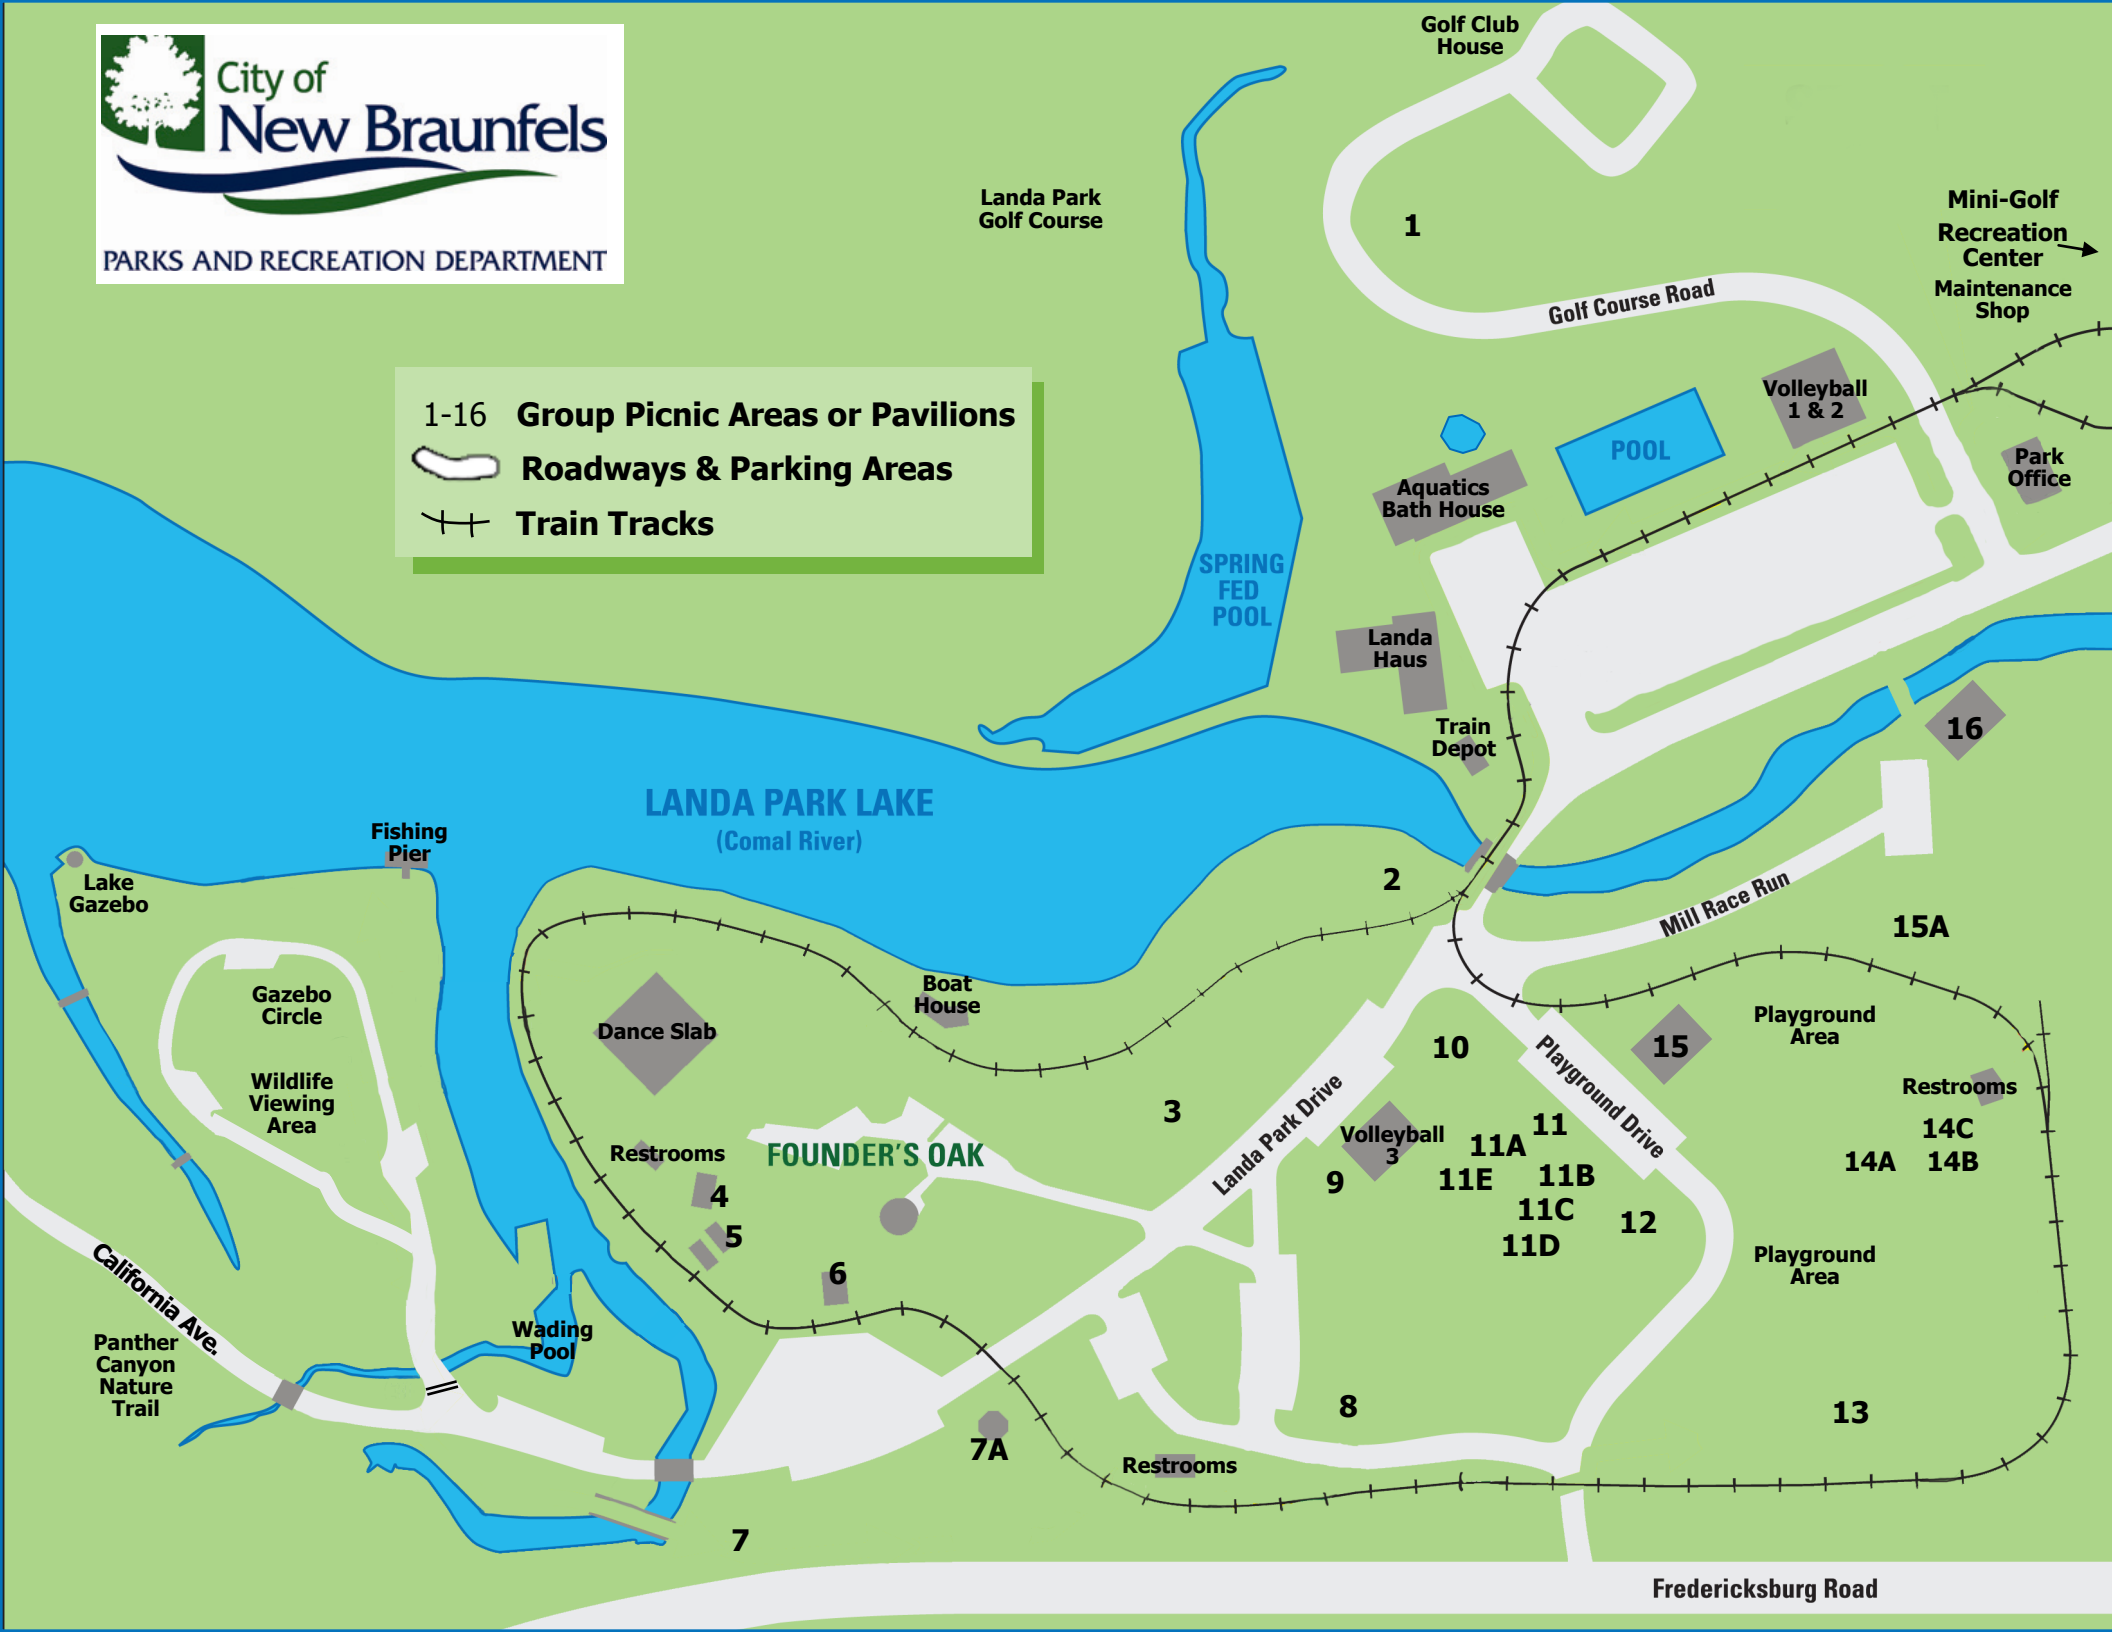 City of
New Braunfels
PARKS AND RECREATION DEPARTMENT
1-16 Group Picnic Areas or Pavilions
Roadways & Parking Areas
Train Tracks
Golf Club
House
Landa Park
Golf Course
1
Golf Course Road
Mini-Golf
Recreation
Center
Maintenance
Shop
Volleyball
1 & 2
POOL
Park
Office
Aquatics
Bath House
SPRING
FED
POOL
Landa
Haus
Train
Depot
16
LANDA PARK LAKE
(Comal River)
Fishing
Pier
Lake
Gazebo
2
Mill Race Run
15A
Gazebo
Circle
Boat
House
Dance Slab
Wildlife
Viewing
Area
3
10
15
Playground
Area
Playground Drive
Landa Park Drive
Restrooms
14C
14A
14B
Volleyball
3
11
11A
11E
11B
11C
11D
9
12
Restrooms
FOUNDER'S OAK
4
5
6
Playground
Area
California Ave.
Panther
Canyon
Nature
Trail
Wading
Pool
8
13
7A
Restrooms
7
Fredericksburg Road